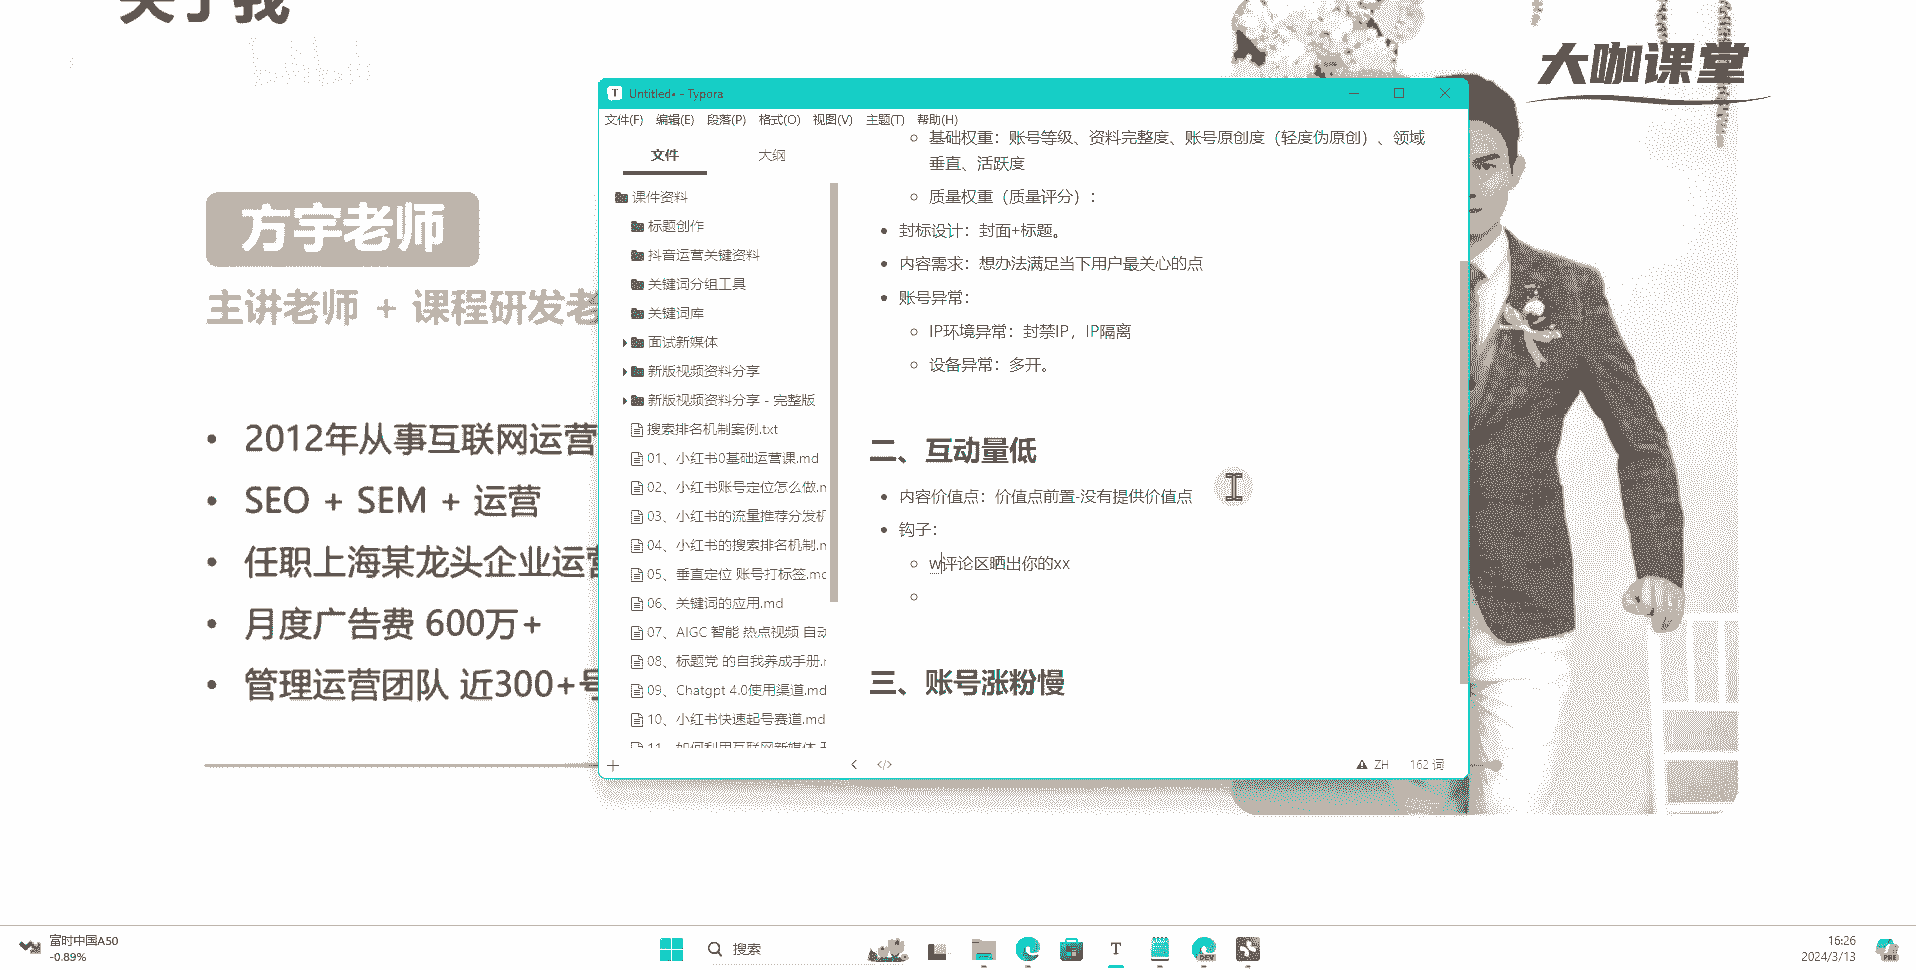 关于我
大咖课堂
方宇老师
主讲老师 + 课程研发老
2012年从事互联网运营
SEO + SEM + 运营
任职上海某龙头企业运营
月度广告费 600万+
管理运营团队 近300+号
Untitled• - Typora
文件(F) 编辑(E) 段落(P) 格式(O) 视图(V) 主题(T) 帮助(H)
文件 大纲
课件资料
标题创作
抖音运营关键资料
关键词分组工具
关键词库
面试新媒体
新版视频资料分享
新版视频资料分享 - 完整版
搜索排名机制案例.txt
01、小红书0基础运营课.md
02、小红书账号定位怎么做.m
03、小红书的流量推荐分发机
04、小红书的搜索排名机制.m
05、垂直定位 账号打标签.mc
06、关键词的应用.md
07、AIGC 智能 热点视频 自动
08、标题党 的自我养成手册.r
09、Chatgpt 4.0使用渠道.md
10、小红书快速起号赛道.md
11、如何利用互联网新媒体
基础权重：账号等级、资料完整度、账号原创度（轻度伪原创）、领域
垂直、活跃度
质量权重（质量评分）：
封标设计：封面+标题。
内容需求：想办法满足当下用户最关心的点
账号异常：
IP环境异常：封禁IP，IP隔离
设备异常：多开。
二、互动量低
内容价值点：价值点前置-没有提供价值点
钩子：
w评论区晒出你的xx
三、账号涨粉慢
ZH 162 词
富时中国A50
-0.89%
搜索
DEV
16:26
2024/3/13
PRE